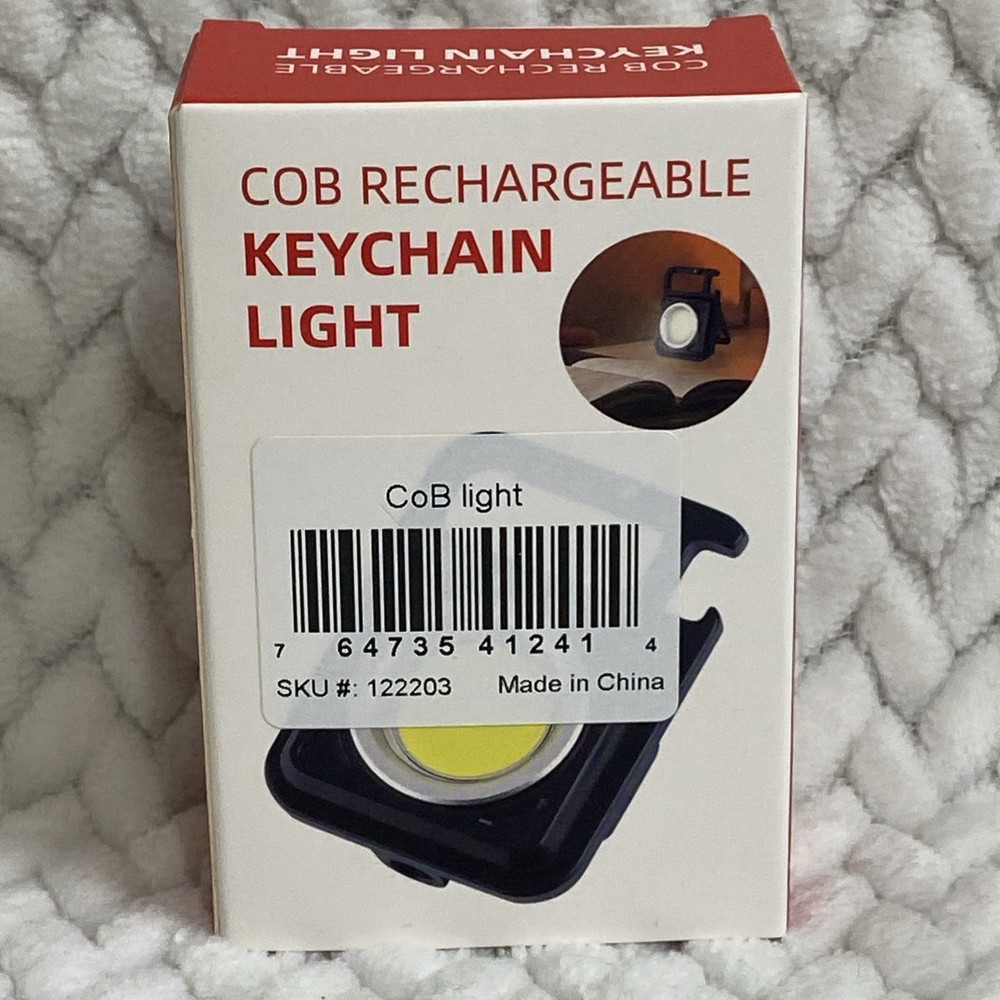 COB RECHARGEABLE
KEYCHAIN LIGHT
COB RECHARGEABLE
KEYCHAIN
LIGHT
CoB light
7 64735 41241 4
SKU #: 122203 Made in China